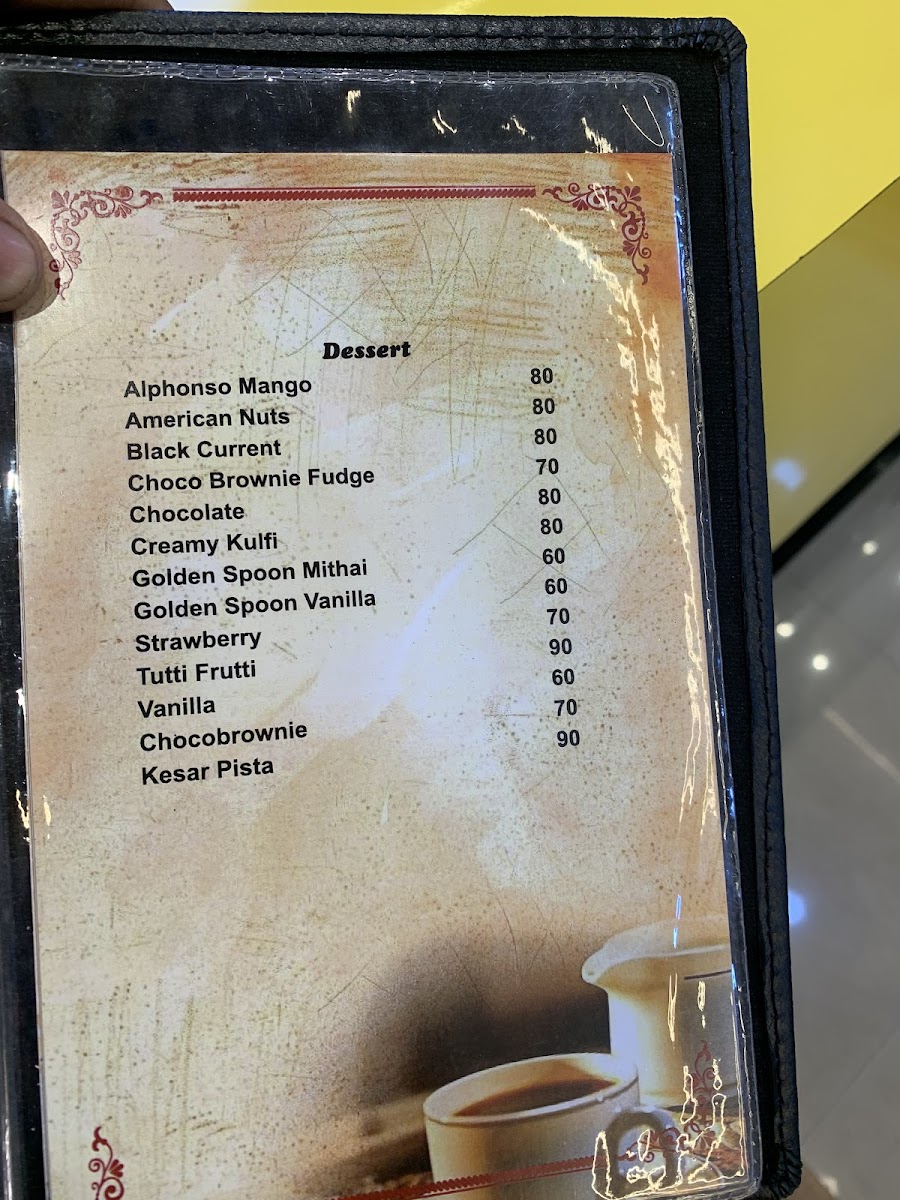 Dessert
Alphonso Mango 80
American Nuts 80
Black Current 80
Choco Brownie Fudge 70
Chocolate 80
Creamy Kulfi 80
Golden Spoon Mithai 60
Golden Spoon Vanilla 60
Strawberry 70
Tutti Frutti 90
Vanilla 60
Chocobrownie 70
Kesar Pista 90